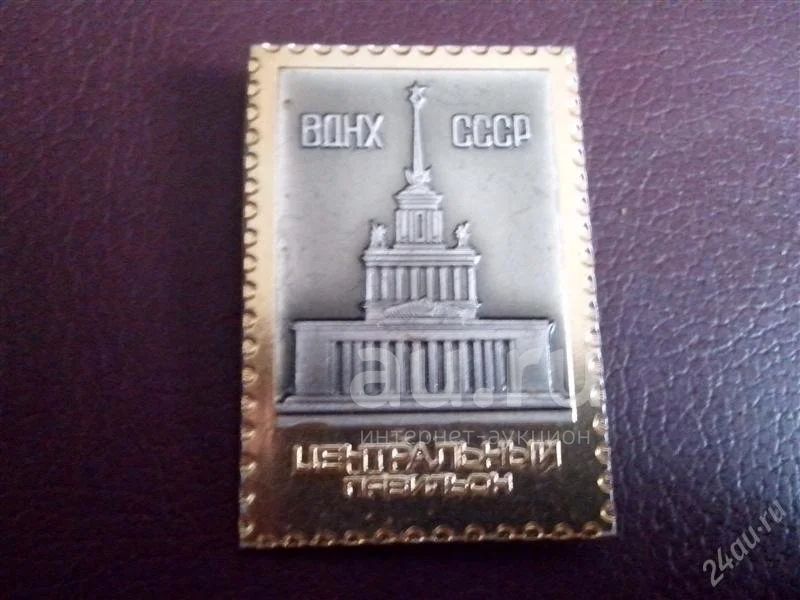 ВДНХ СССР
au.ru
интернет-аукцион
ЦЕНТРАЛЬНЫЙ
ПАВИЛЬОН
24au.ru